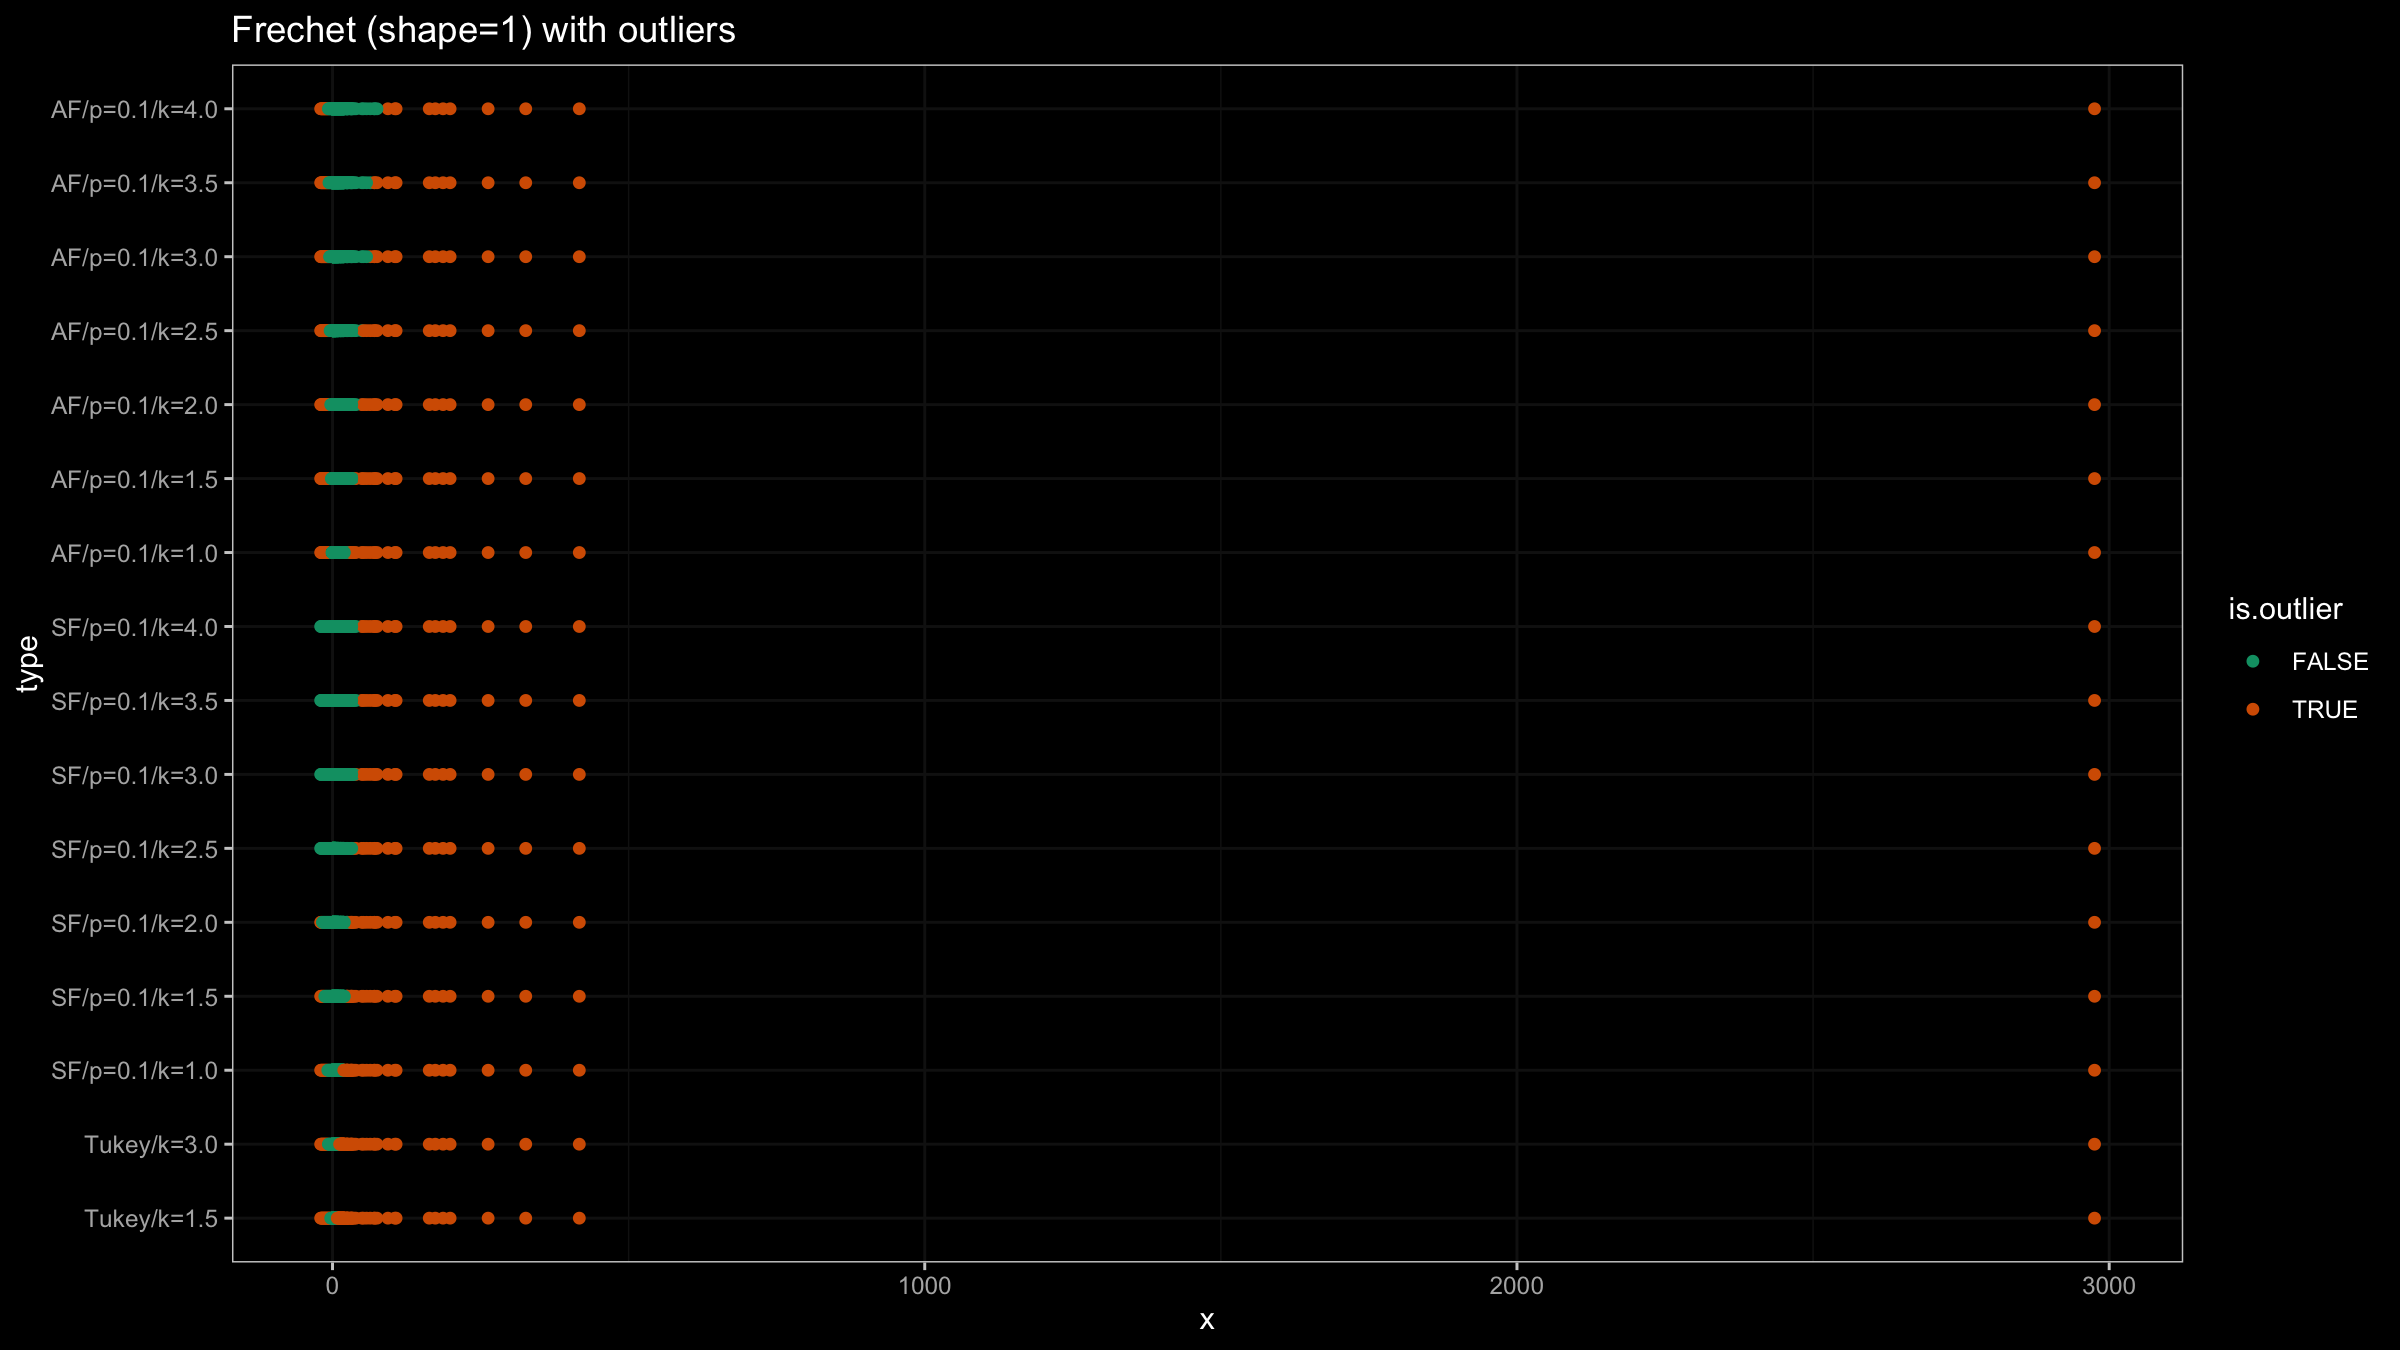 Frechet (shape=1) with outliers
type
AF/p=0.1/k=4.0
AF/p=0.1/k=3.5
AF/p=0.1/k=3.0
AF/p=0.1/k=2.5
AF/p=0.1/k=2.0
AF/p=0.1/k=1.5
AF/p=0.1/k=1.0
SF/p=0.1/k=4.0
SF/p=0.1/k=3.5
SF/p=0.1/k=3.0
SF/p=0.1/k=2.5
SF/p=0.1/k=2.0
SF/p=0.1/k=1.5
SF/p=0.1/k=1.0
Tukey/k=3.0
Tukey/k=1.5
0 1000 2000 3000
x
is.outlier
FALSE
TRUE